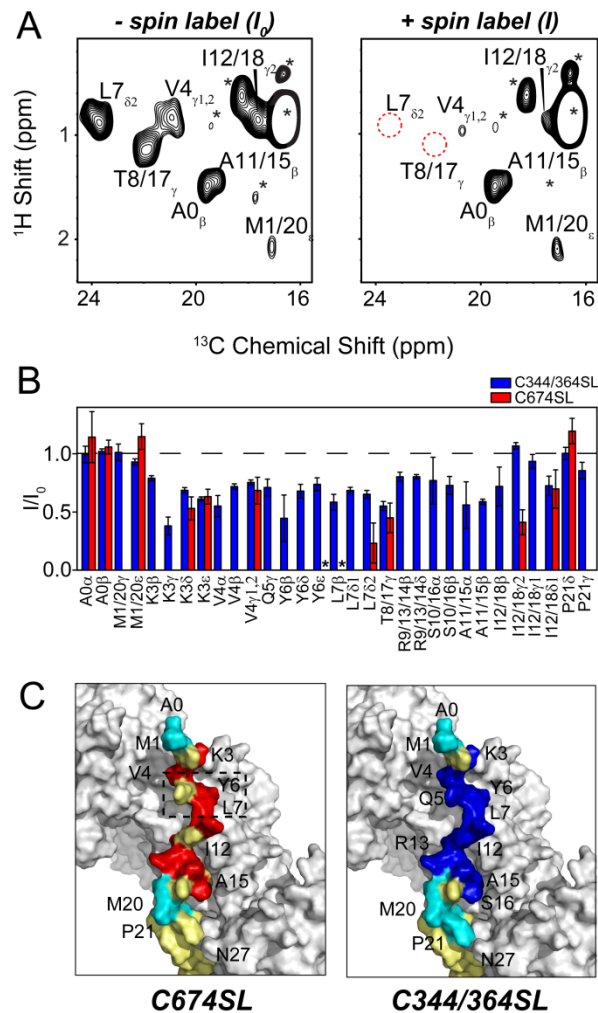 A
- spin label (I₀)
+ spin label (I)
L7δ2
V4γ1,2
I12/18γ2
*
*
*
*
T8/17γ
A11/15β
*
A0β
M1/20ε
L7δ2
V4γ1,2
I12/18γ2
*
*
*
*
T8/17γ
A11/15β
*
A0β
M1/20ε
¹H Shift (ppm)
1
2
24 20 16
24 20 16
¹³C Chemical Shift (ppm)
B
C344/364SL
C674SL
I/I₀
1.0
0.5
0.0
* *
A0α
A0β
M1/20γ
M1/20ε
K3β
K3γ
K3δ
K3ε
V4α
V4β
V4γ1,2
Q5γ
Y6β
Y6δ
Y6ε
L7β
L7δ1
L7δ2
T8/17γ
R9/13/14β
R9/13/14δ
S10/16α
S10/16β
A11/15α
A11/15β
I12/18β
I12/18γ2
I12/18γ1
I12/18δ1
P21δ
P21γ
C
A0
M1
K3
V4
Y6
L7
I12
A15
M20
P21
N27
C674SL
A0
M1
K3
V4
Y6
Q5
L7
R13
I12
A15
M20
S16
P21
N27
C344/364SL